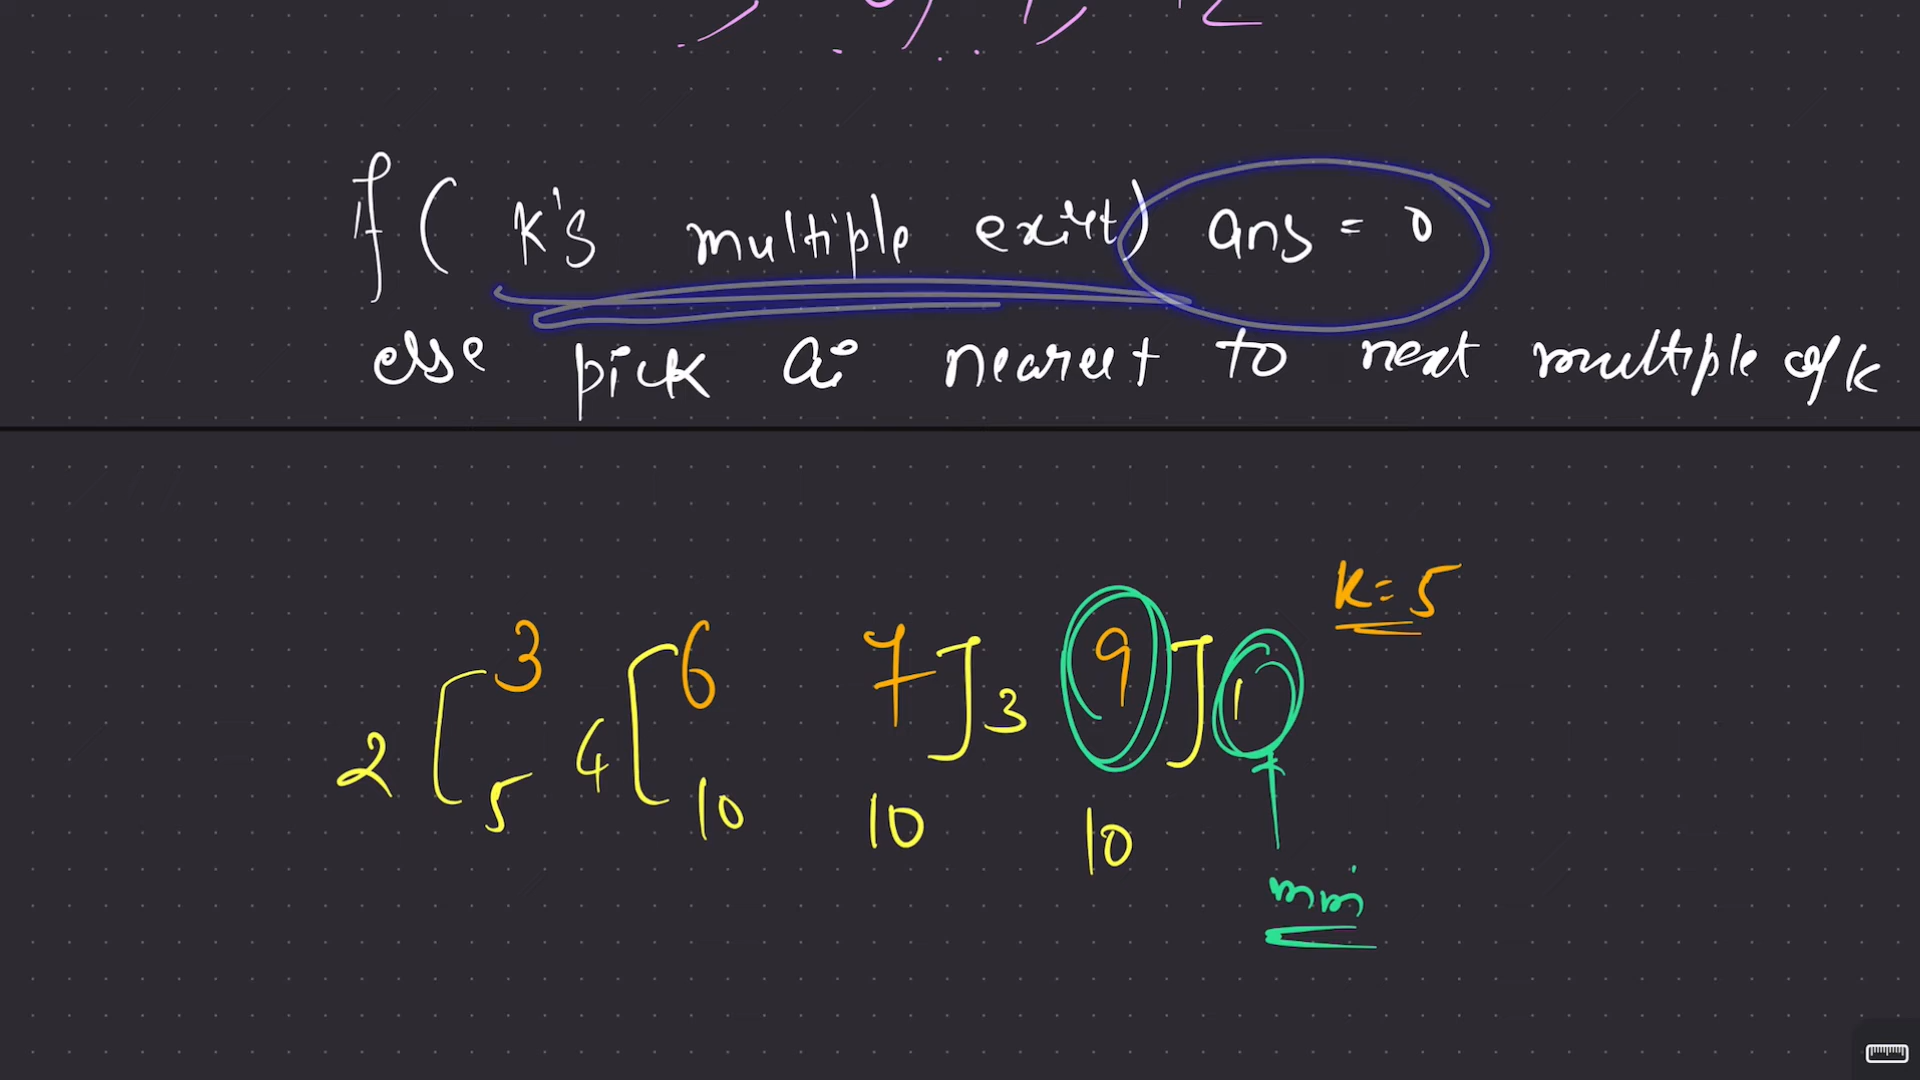 if ( k's multiple exist) ans = 0
else pick ai nearest to next multiple of k
k = 5
3 6 7 9
2 4 3 1
5 10 10 10
min